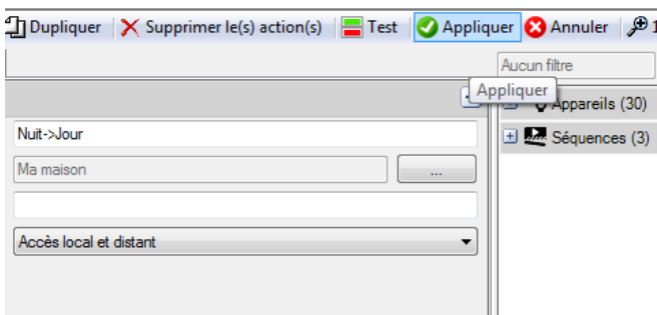 Dupliquer Supprimer le(s) action(s) Test Appliquer Annuler 1
Aucun filtre
Appliquer
Appareils (30)
Nuit->Jour
Séquences (3)
Ma maison
...
Accès local et distant